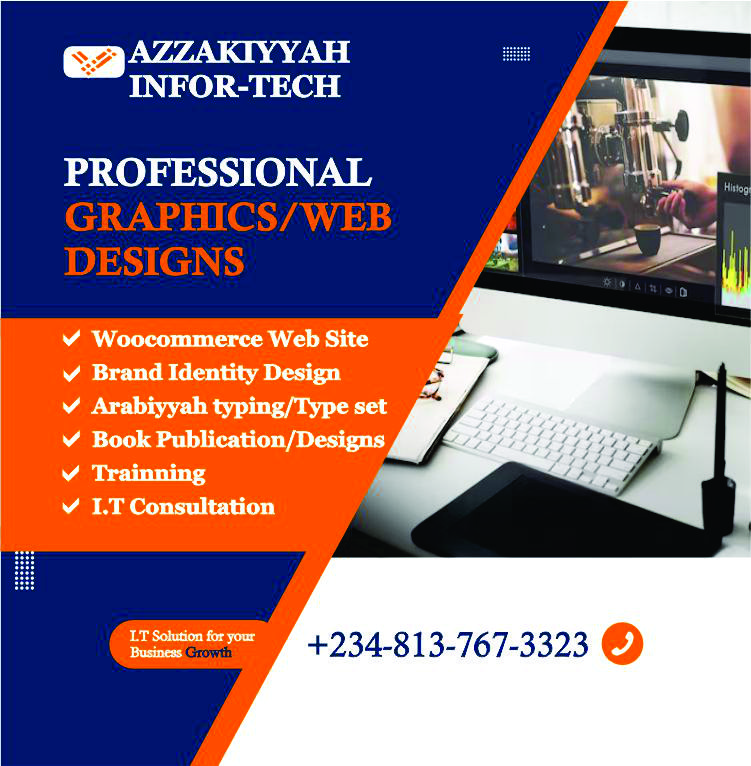 AZZAKIYYAH
INFOR-TECH
PROFESSIONAL
GRAPHICS/WEB
DESIGNS
Histog
Woocommerce Web Site
Brand Identity Design
Arabiyyah typing/Type set
Book Publication/Designs
Trainning
I.T Consultation
I.T Solution for your
Business Growth
+234-813-767-3323